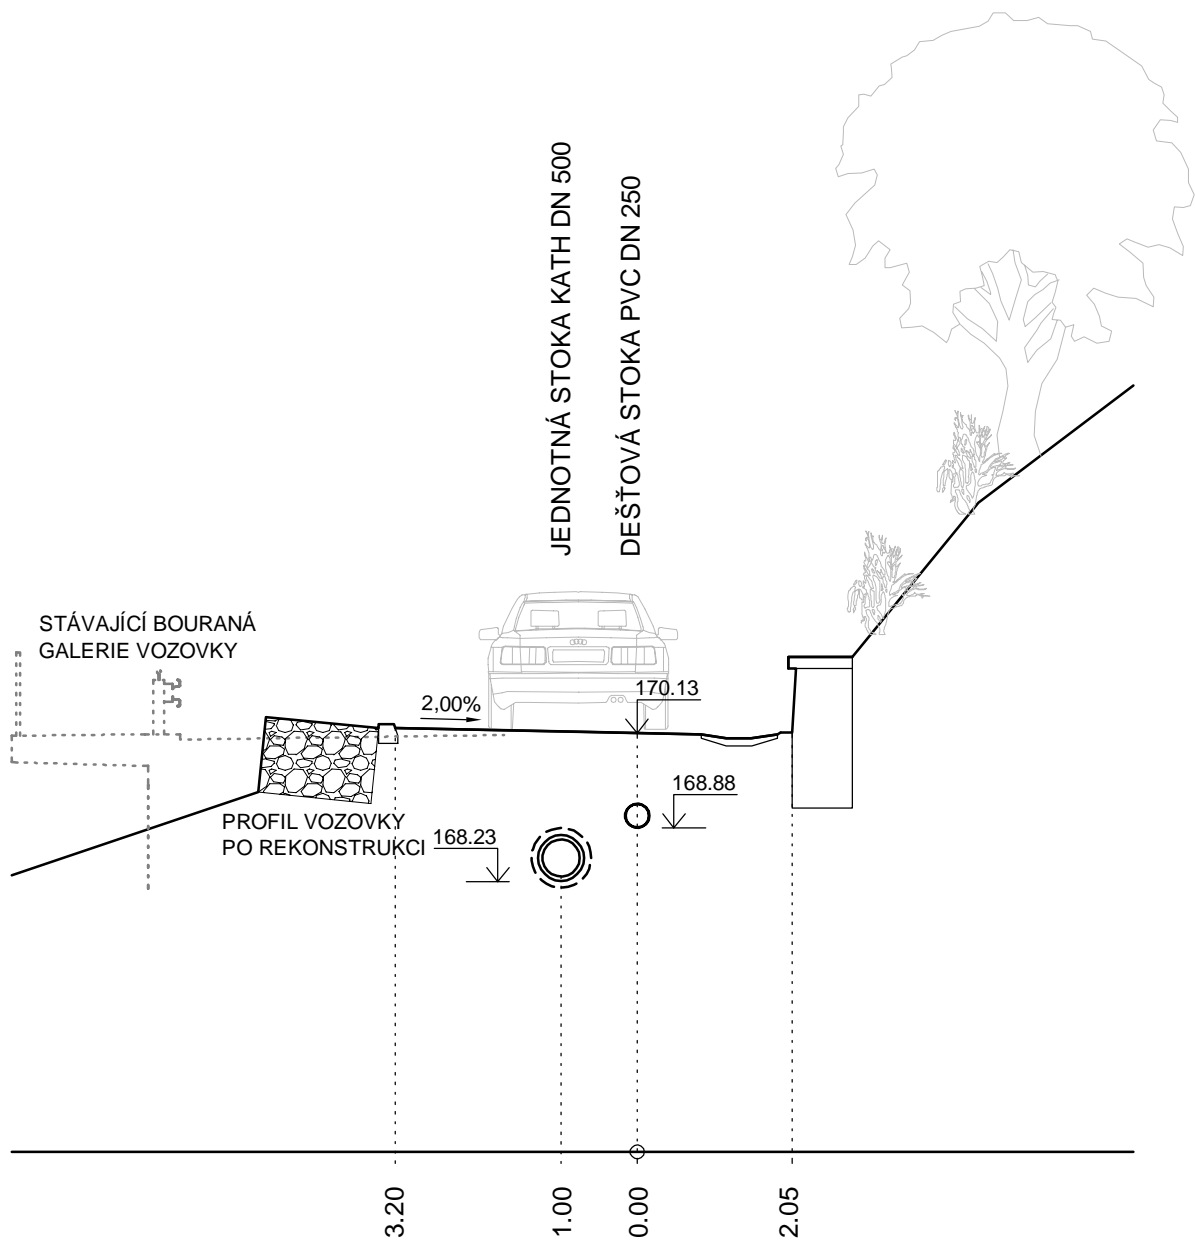 JEDNOTNÁ STOKA KATH DN 500
DEŠŤOVÁ STOKA PVC DN 250
STÁVAJÍCÍ BOURANÁ
GALERIE VOZOVKY
2,00%
170.13
168.88
PROFIL VOZOVKY
PO REKONSTRUKCI
168.23
3.20
1.00
0.00
2.05